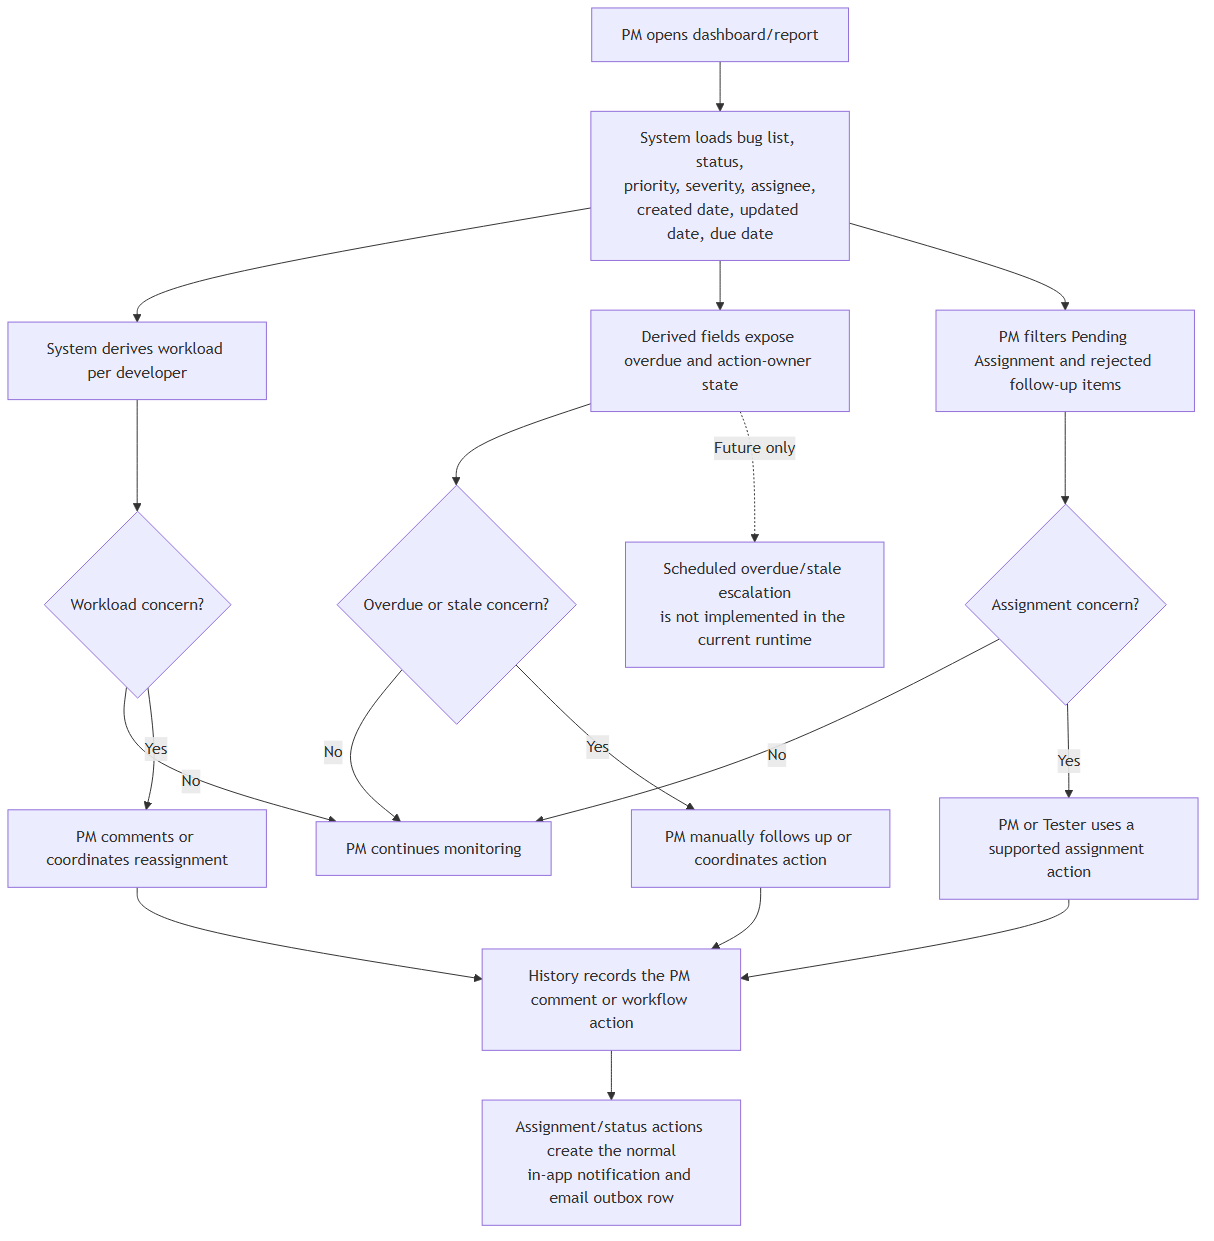 PM opens dashboard/report
System loads bug list,
status,
priority, severity, assignee,
created date, updated
date, due date
System derives workload
per developer
Derived fields expose
overdue and action-owner
state
PM filters Pending
Assignment and rejected
follow-up items
Future only
Workload concern?
Overdue or stale concern?
Scheduled overdue/stale
escalation
is not implemented in the
current runtime
Assignment concern?
Yes
No
No
Yes
No
Yes
PM comments or
coordinates reassignment
PM continues monitoring
PM manually follows up or
coordinates action
PM or Tester uses a
supported assignment
action
History records the PM
comment or workflow
action
Assignment/status actions
create the normal
in-app notification and
email outbox row